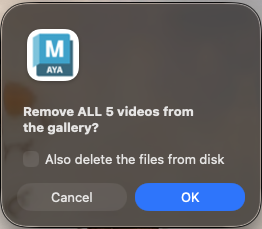 M
AYA
Remove ALL 5 videos from
the gallery?
Also delete the files from disk
Cancel OK